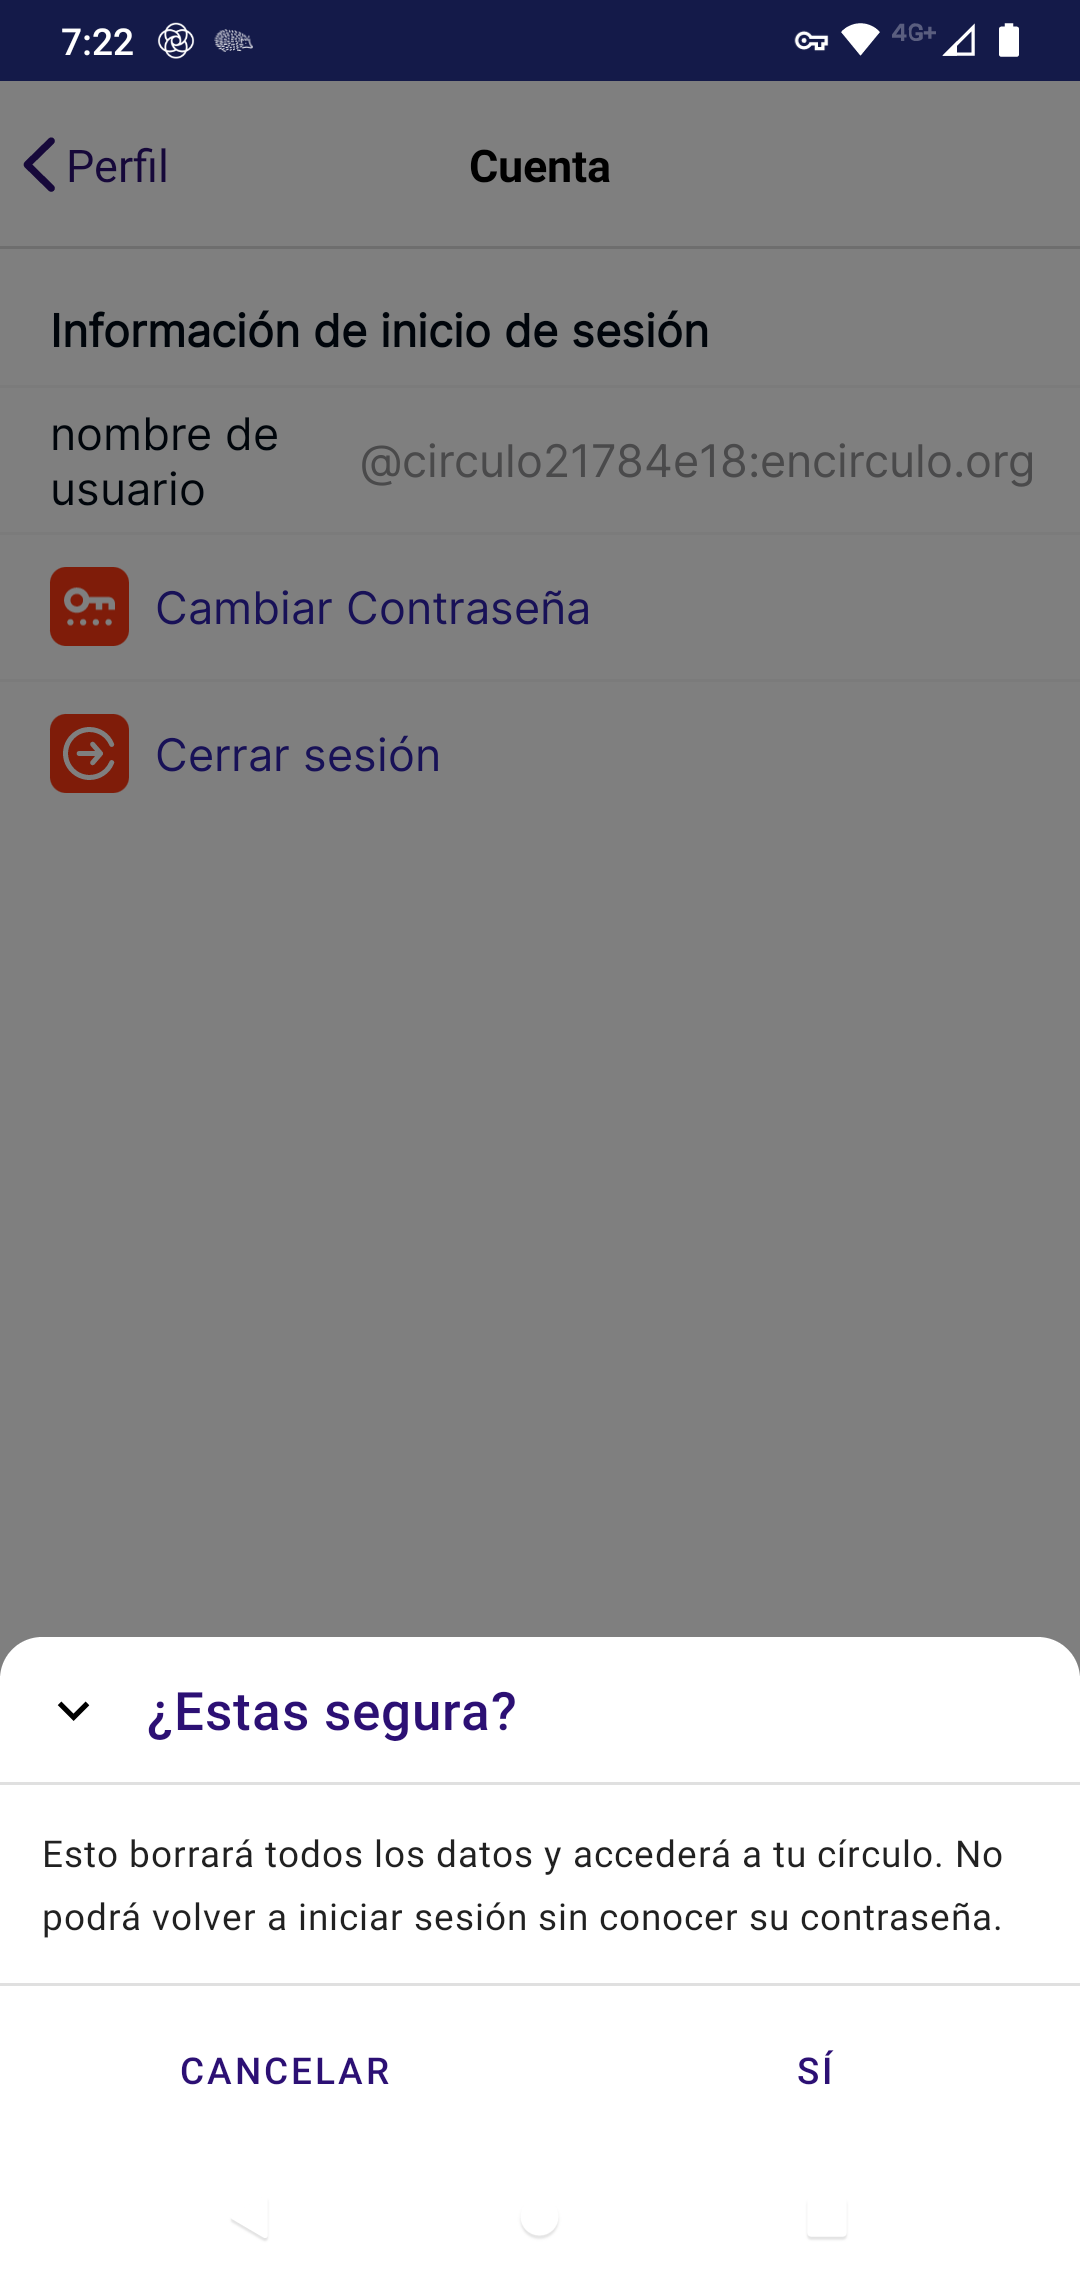 7:22
4G+
Perfil
Cuenta
Información de inicio de sesión
nombre de
usuario
@circulo21784e18:encirculo.org
Cambiar Contraseña
Cerrar sesión
¿Estas segura?
Esto borrará todos los datos y accederá a tu círculo. No
podrá volver a iniciar sesión sin conocer su contraseña.
CANCELAR
SÍ